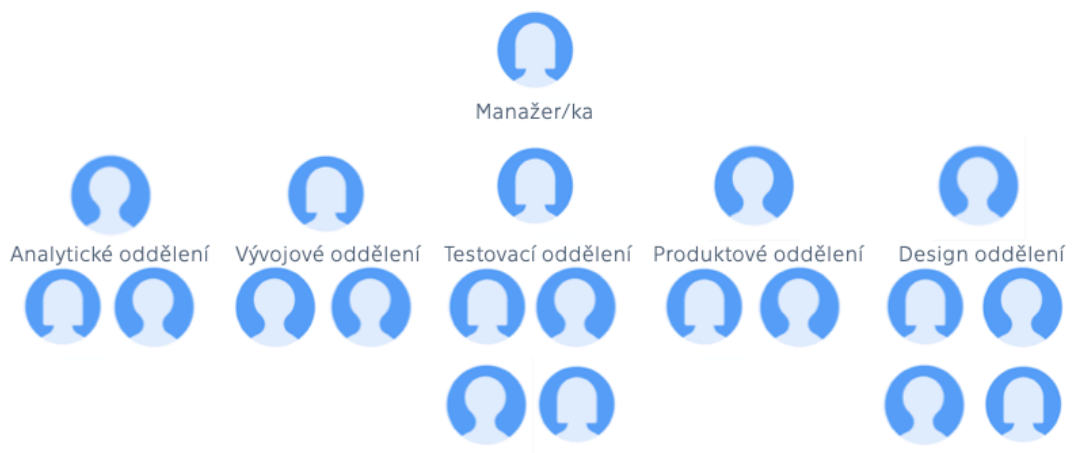 Manažer/ka
Analytické oddělení
Vývojové oddělení
Testovací oddělení
Produktové oddělení
Design oddělení